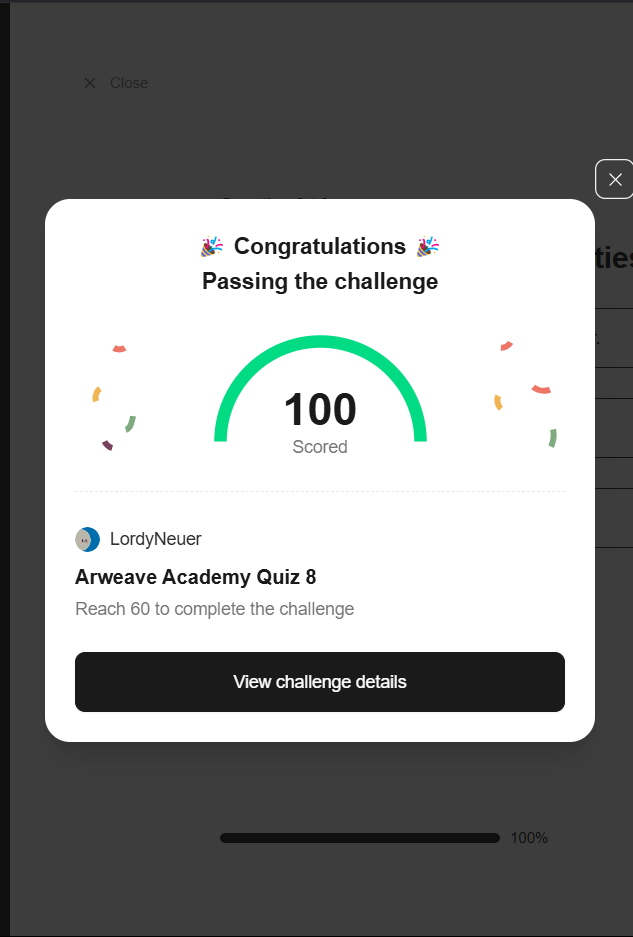 Close
Congratulations
Passing the challenge
100
Scored
LordyNeuer
Arweave Academy Quiz 8
Reach 60 to complete the challenge
View challenge details
100%